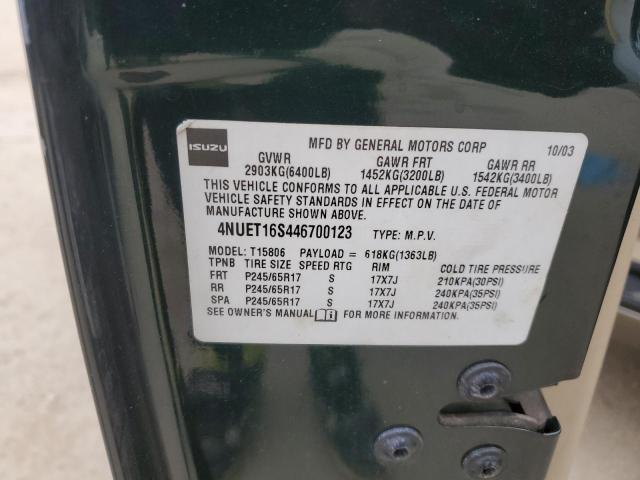 ISUZU MFD BY GENERAL MOTORS CORP 10/03
GVWR GAWR FRT GAWR RR
2903KG(6400LB) 1452KG(3200LB) 1542KG(3400LB)
THIS VEHICLE CONFORMS TO ALL APPLICABLE U.S. FEDERAL MOTOR
VEHICLE SAFETY STANDARDS IN EFFECT ON THE DATE OF
MANUFACTURE SHOWN ABOVE.
4NUET16S446700123 TYPE: M.P.V.
MODEL: T15806 PAYLOAD = 618KG(1363LB)
TPNB TIRE SIZE SPEED RTG RIM COLD TIRE PRESSURE
FRT P245/65R17 S 17X7J 210KPA(30PSI)
RR P245/65R17 S 17X7J 240KPA(35PSI)
SPA P245/65R17 S 17X7J 240KPA(35PSI)
SEE OWNER'S MANUAL FOR MORE INFORMATION.